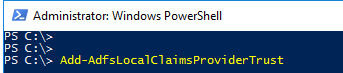 Administrator: Windows PowerShell
PS C:\>
PS C:\>
PS C:\> Add-AdfsLocalClaimsProviderTrust